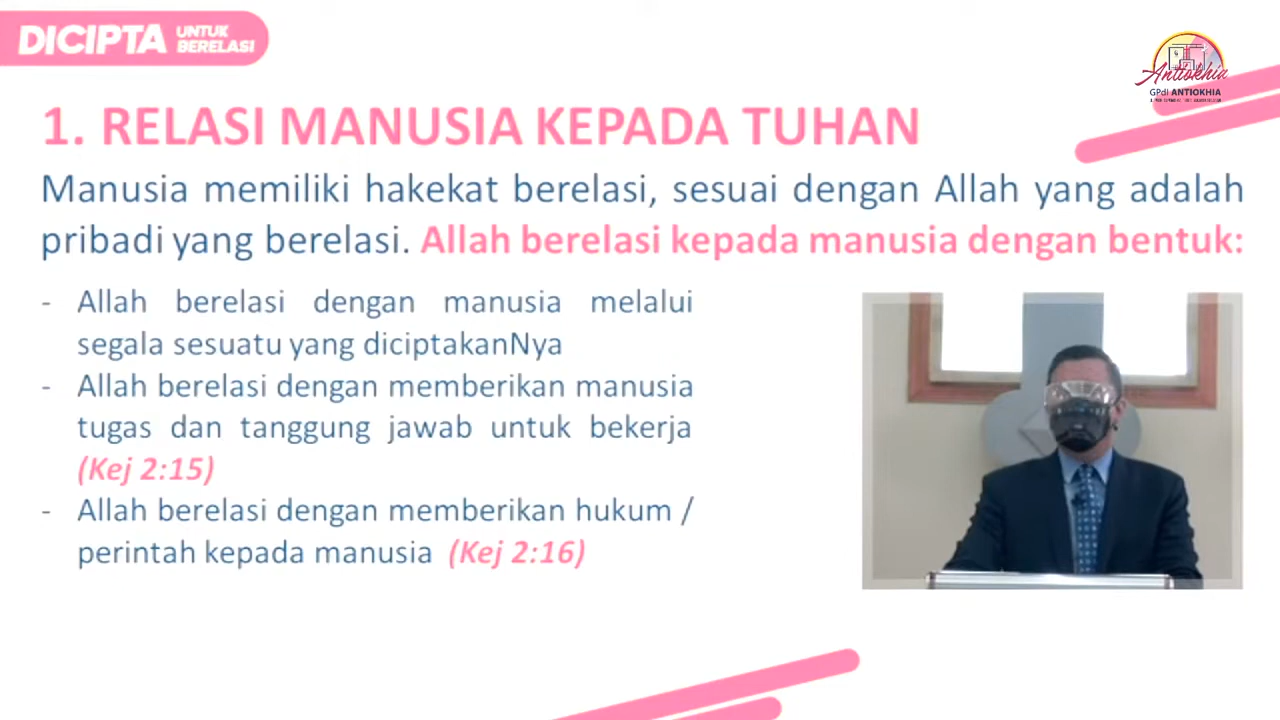 DICIPTA UNTUK
BERELASI
Antiokhia
GPdI ANTIOKHIA
1. RELASI MANUSIA KEPADA TUHAN
Manusia memiliki hakekat berelasi, sesuai dengan Allah yang adalah
pribadi yang berelasi. Allah berelasi kepada manusia dengan bentuk:
- Allah berelasi dengan manusia melalui
segala sesuatu yang diciptakanNya
- Allah berelasi dengan memberikan manusia
tugas dan tanggung jawab untuk bekerja
(Kej 2:15)
- Allah berelasi dengan memberikan hukum /
perintah kepada manusia (Kej 2:16)